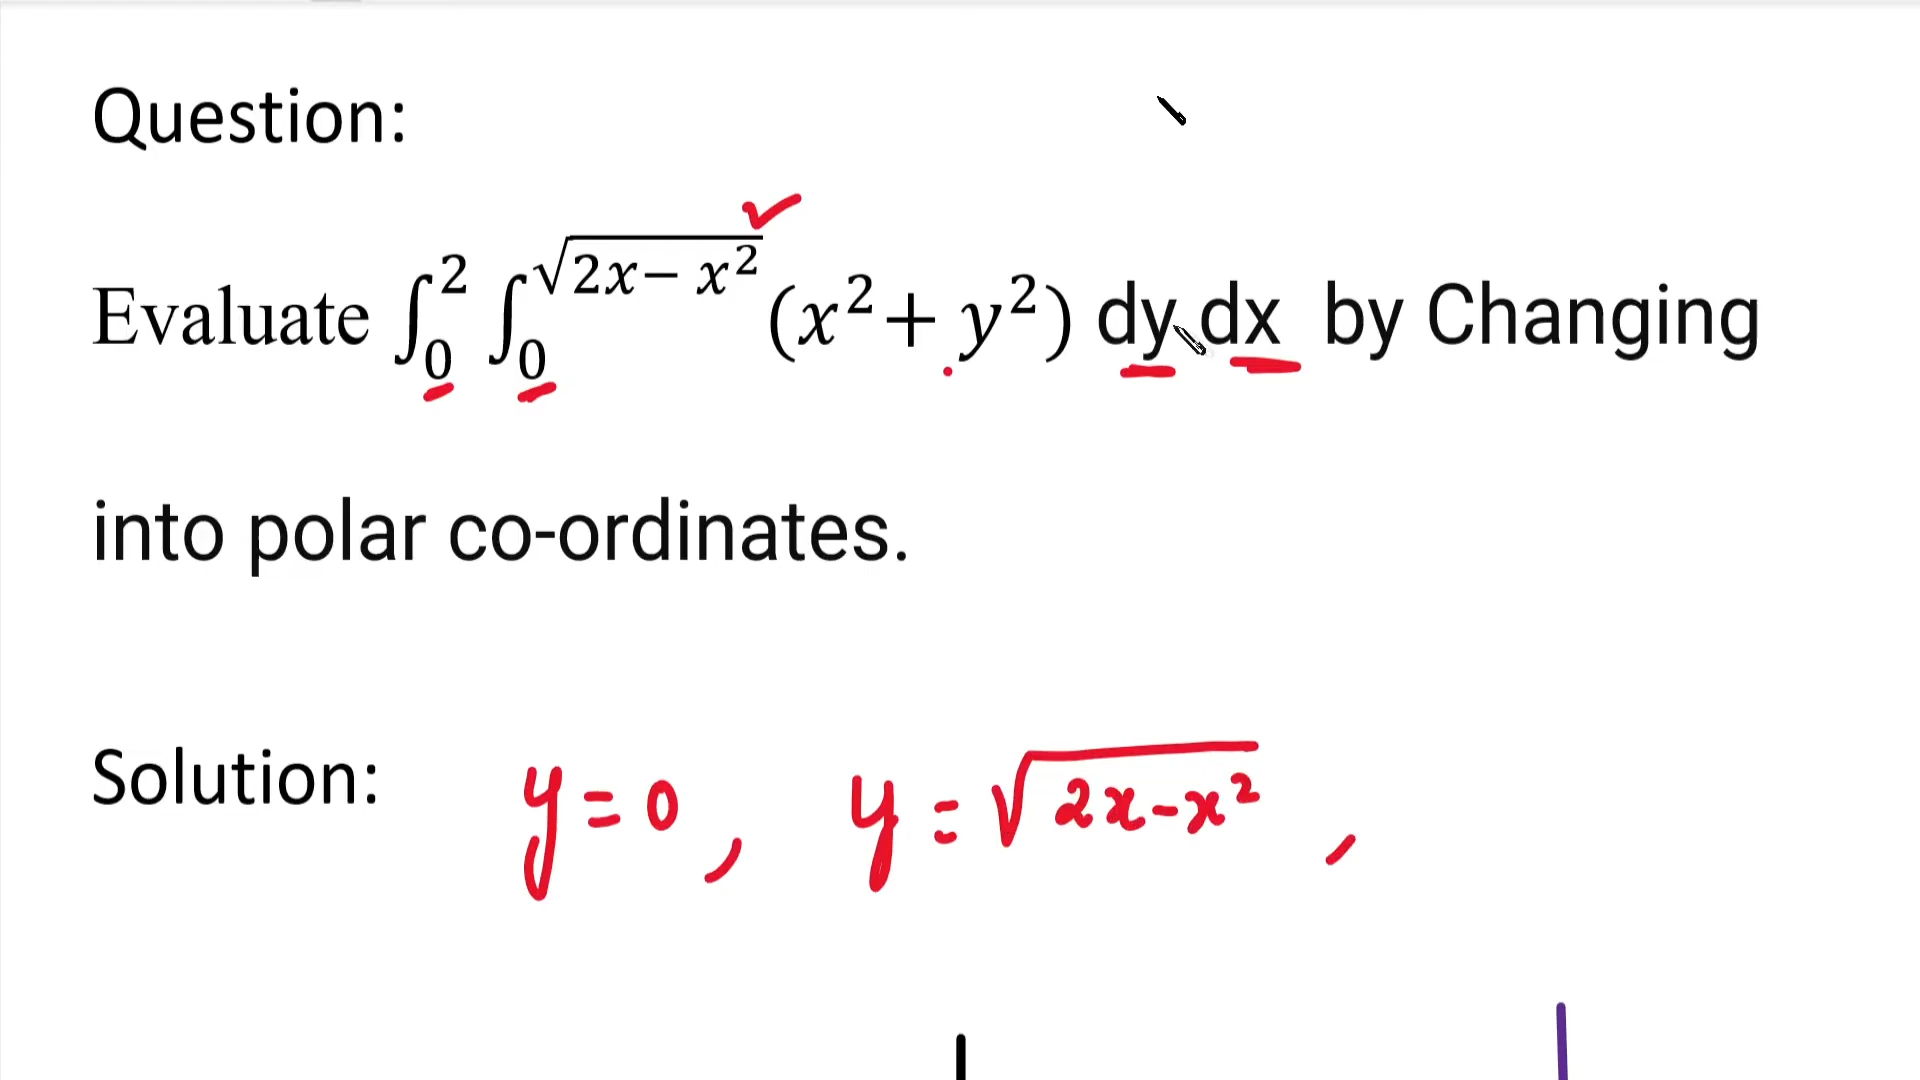 Question:
Evaluate ∫₀² ∫₀^√(2x− x²) (x²+ y²) dy dx by Changing
into polar co-ordinates.
Solution: y=0, y=√(2x-x²),